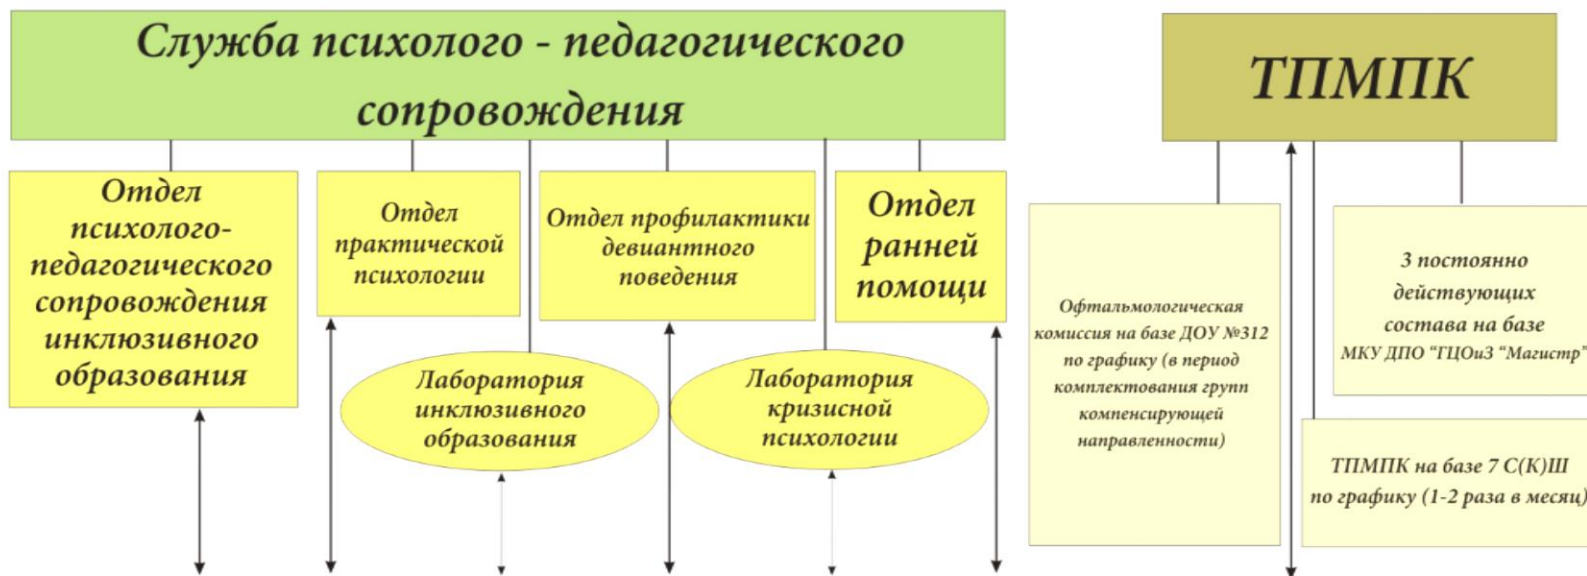 Служба психолого - педагогического
сопровождения
ТПМПК
Отдел
психолого-
педагогического
сопровождения
инклюзивного
образования
Отдел
практической
психологии
Отдел профилактики
девиантного
поведения
Отдел
ранней
помощи
Лаборатория
инклюзивного
образования
Лаборатория
кризисной
психологии
Офтальмологическая
комиссия на базе ДОУ №312
по графику (в период
комплектования групп
компенсирующей
направленности)
3 постоянно
действующих
состава на базе
МКУ ДПО “ГЦОиЗ “Магистр”
ТПМПК на базе 7 С(К)Ш
по графику (1-2 раза в месяц)